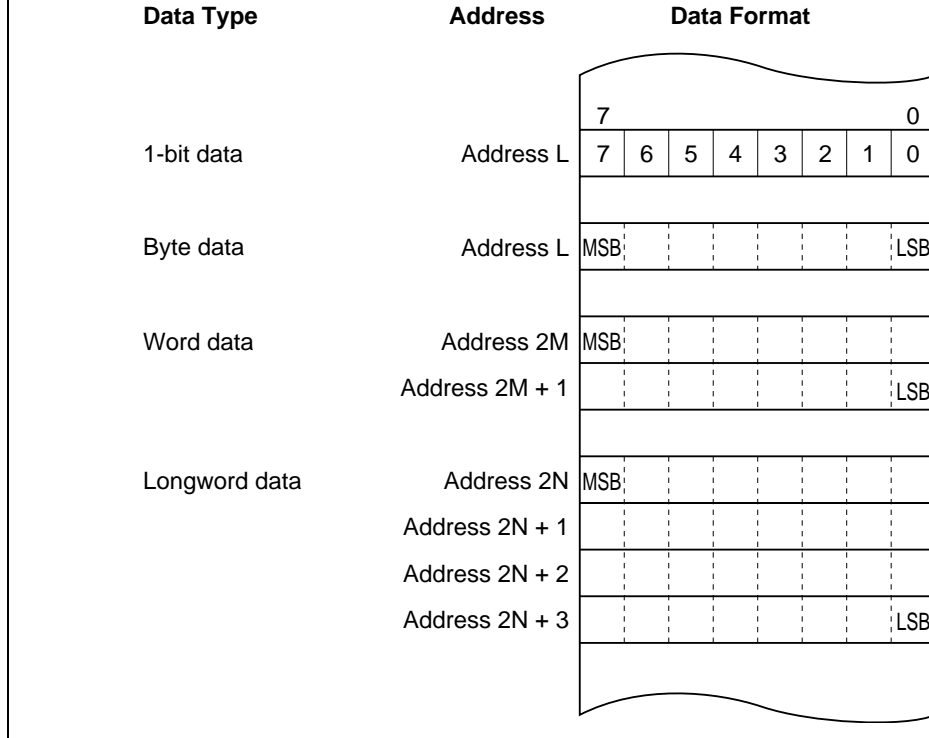 Data Type Address Data Format
7 0
1-bit data Address L 7 6 5 4 3 2 1 0
Byte data Address L MSB LSB
Word data Address 2M MSB
Address 2M + 1 LSB
Longword data Address 2N MSB
Address 2N + 1
Address 2N + 2
Address 2N + 3 LSB